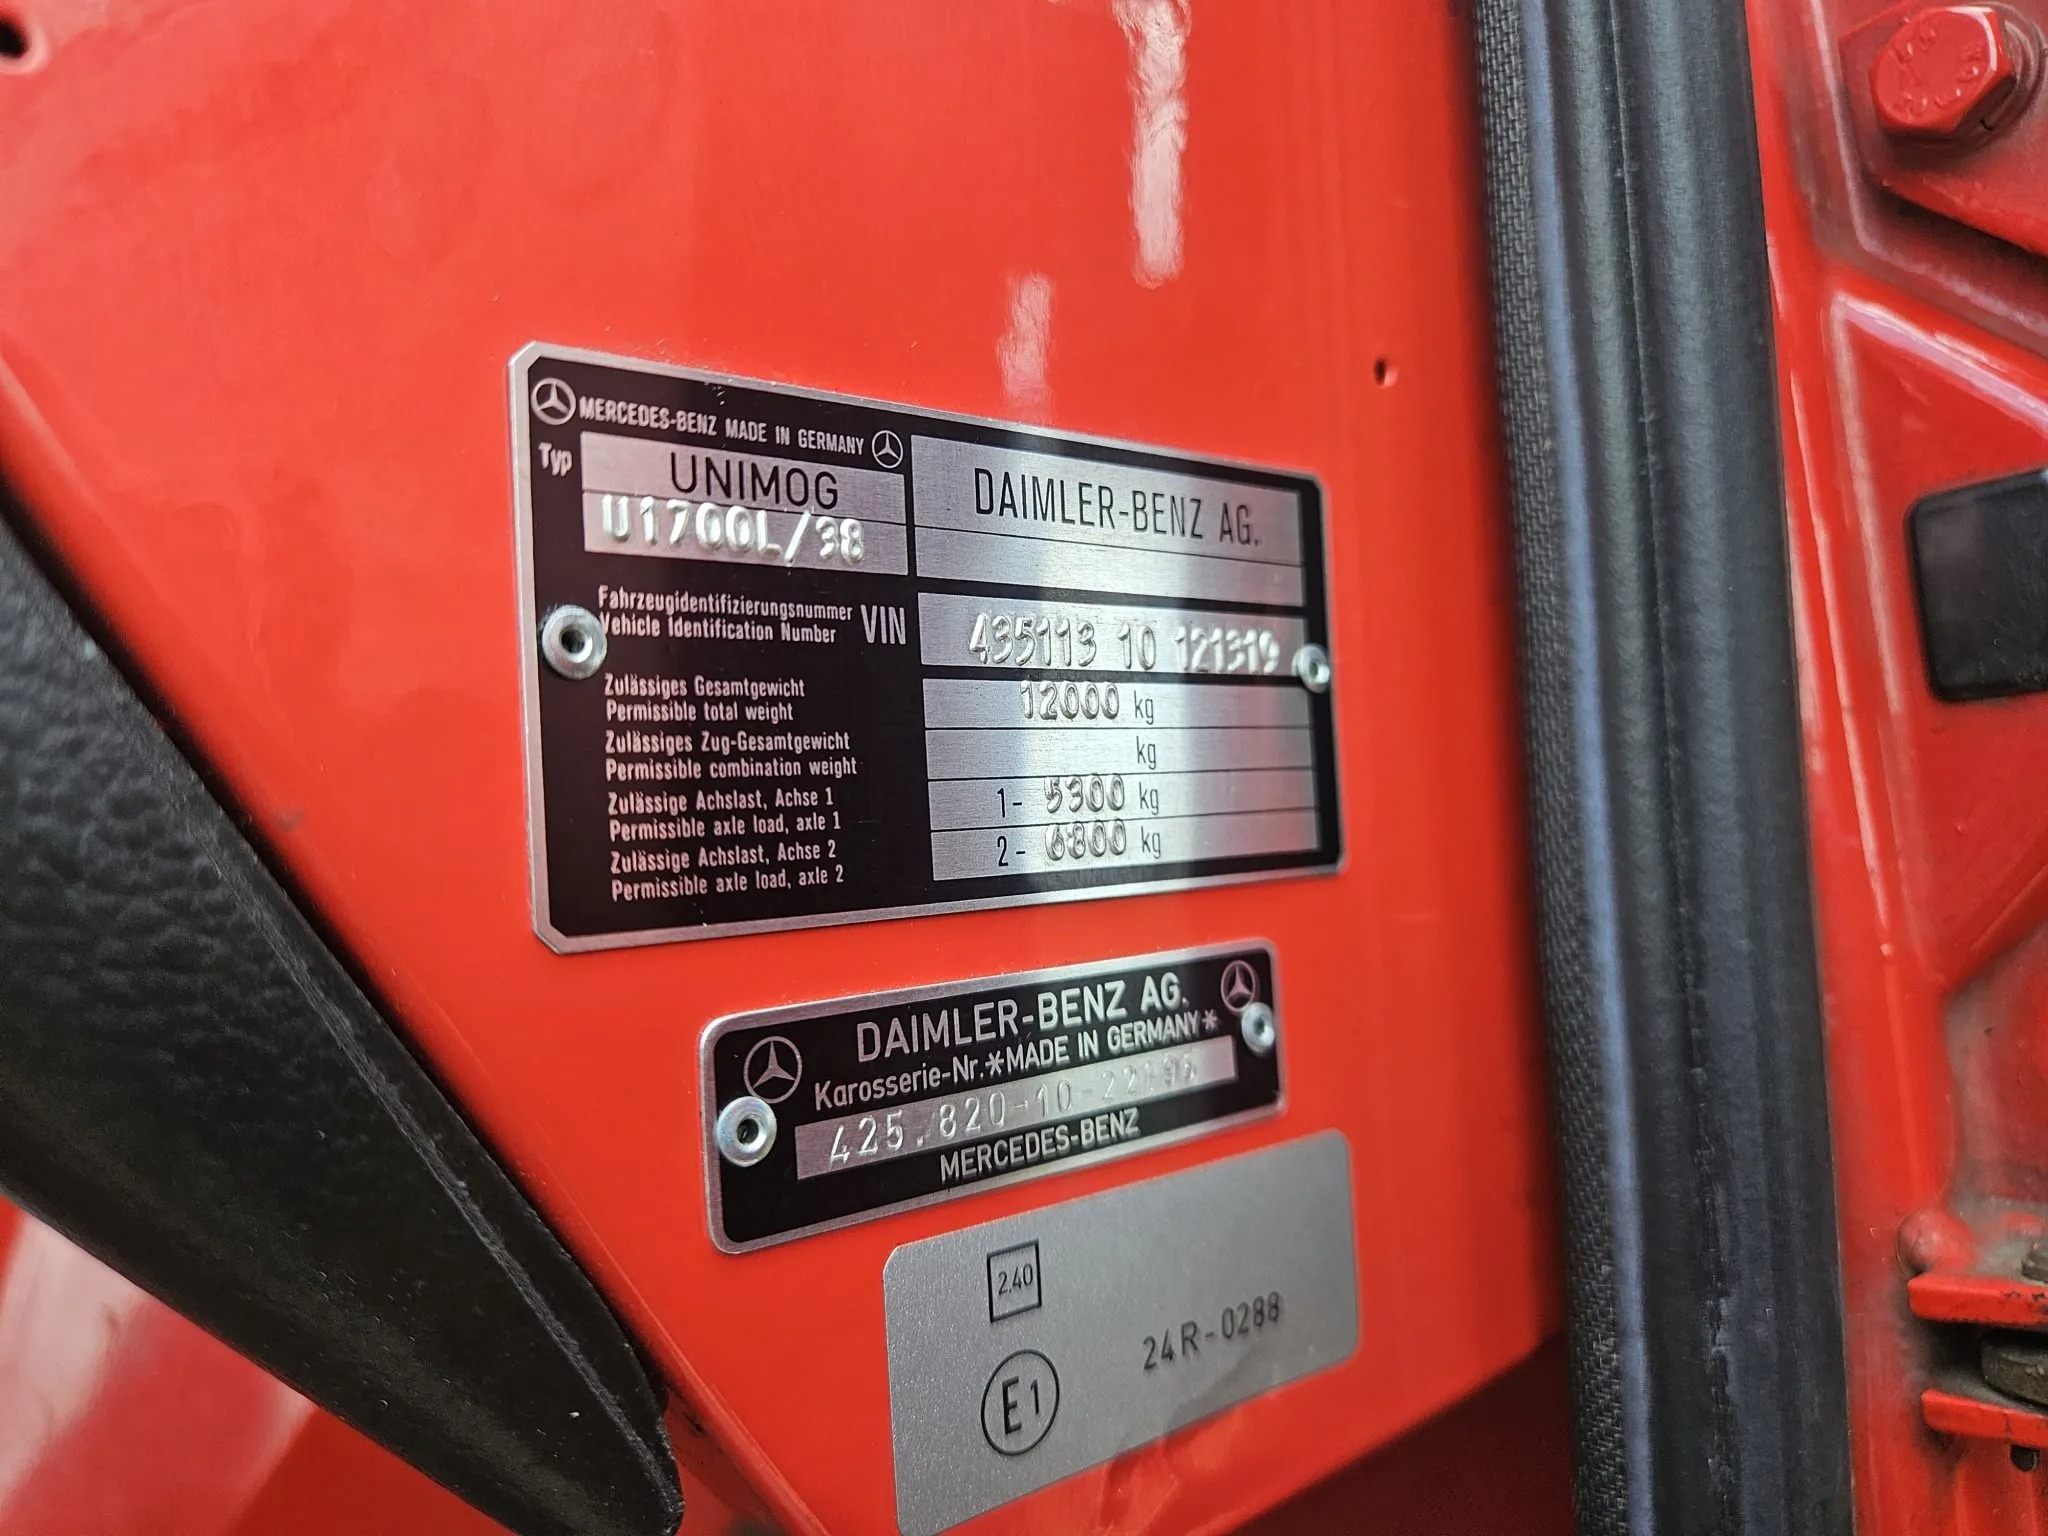 MERCEDES-BENZ MADE IN GERMANY
Typ
UNIMOG
U1700L/38
DAIMLER-BENZ AG.
Fahrzeugidentifizierungsnummer
Vehicle Identification Number
VIN
435113 10 121319
Zulässiges Gesamtgewicht
Permissible total weight
12000 kg
Zulässiges Zug-Gesamtgewicht
Permissible combination weight
kg
Zulässige Achslast, Achse 1
Permissible axle load, axle 1
1- 5300 kg
Zulässige Achslast, Achse 2
Permissible axle load, axle 2
2- 6800 kg
DAIMLER-BENZ AG.
Karosserie-Nr.*MADE IN GERMANY*
MERCEDES-BENZ
2.40
E1
24R-0288